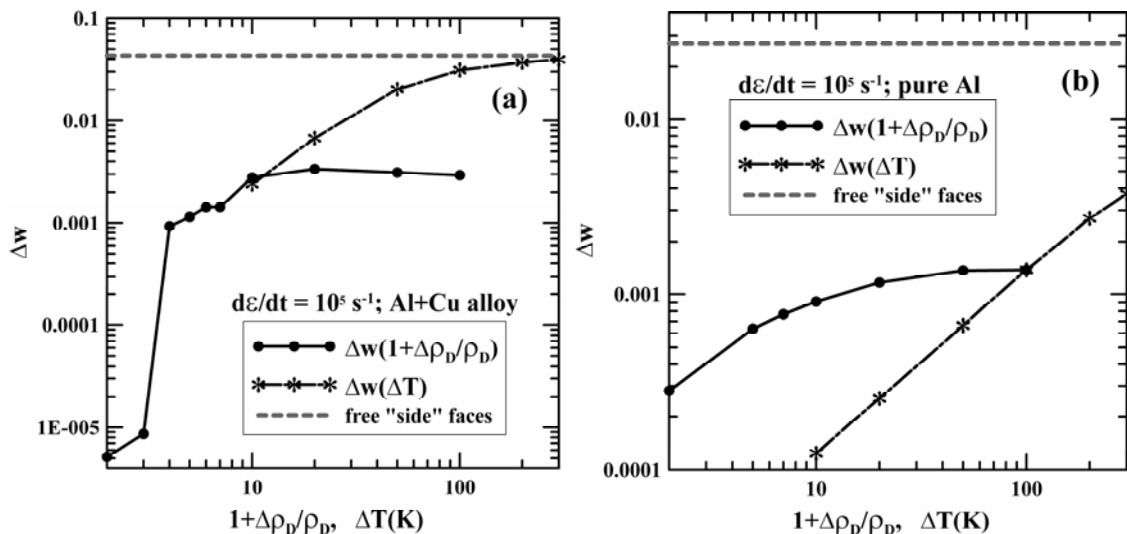 0.1
0.01
0.001
0.0001
1E-005
Δw
(a)
dε/dt = 10⁵ s⁻¹; Al+Cu alloy
Δw(1+Δρ_D/ρ_D)
Δw(ΔT)
free "side" faces
10
100
1+Δρ_D/ρ_D, ΔT(K)
0.01
0.001
0.0001
Δw
(b)
dε/dt = 10⁵ s⁻¹; pure Al
Δw(1+Δρ_D/ρ_D)
Δw(ΔT)
free "side" faces
10
100
1+Δρ_D/ρ_D, ΔT(K)